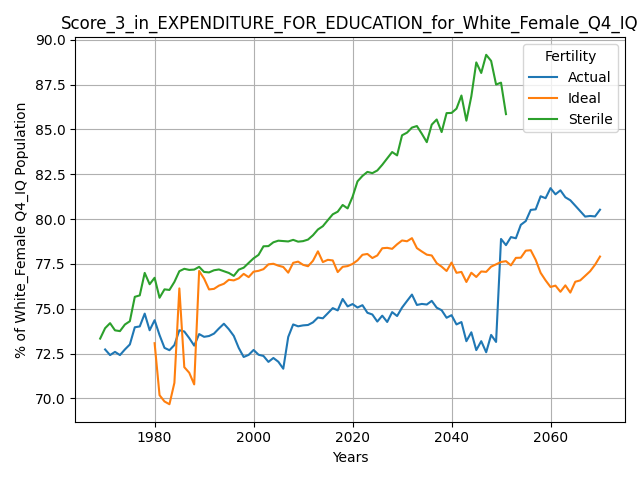 Score_3_in_EXPENDITURE_FOR_EDUCATION_for_White_Female_Q4_IQ
% of White_Female Q4_IQ Population
90.0
87.5
85.0
82.5
80.0
77.5
75.0
72.5
70.0
Fertility
Actual
Ideal
Sterile
1980
2000
2020
2040
2060
Years